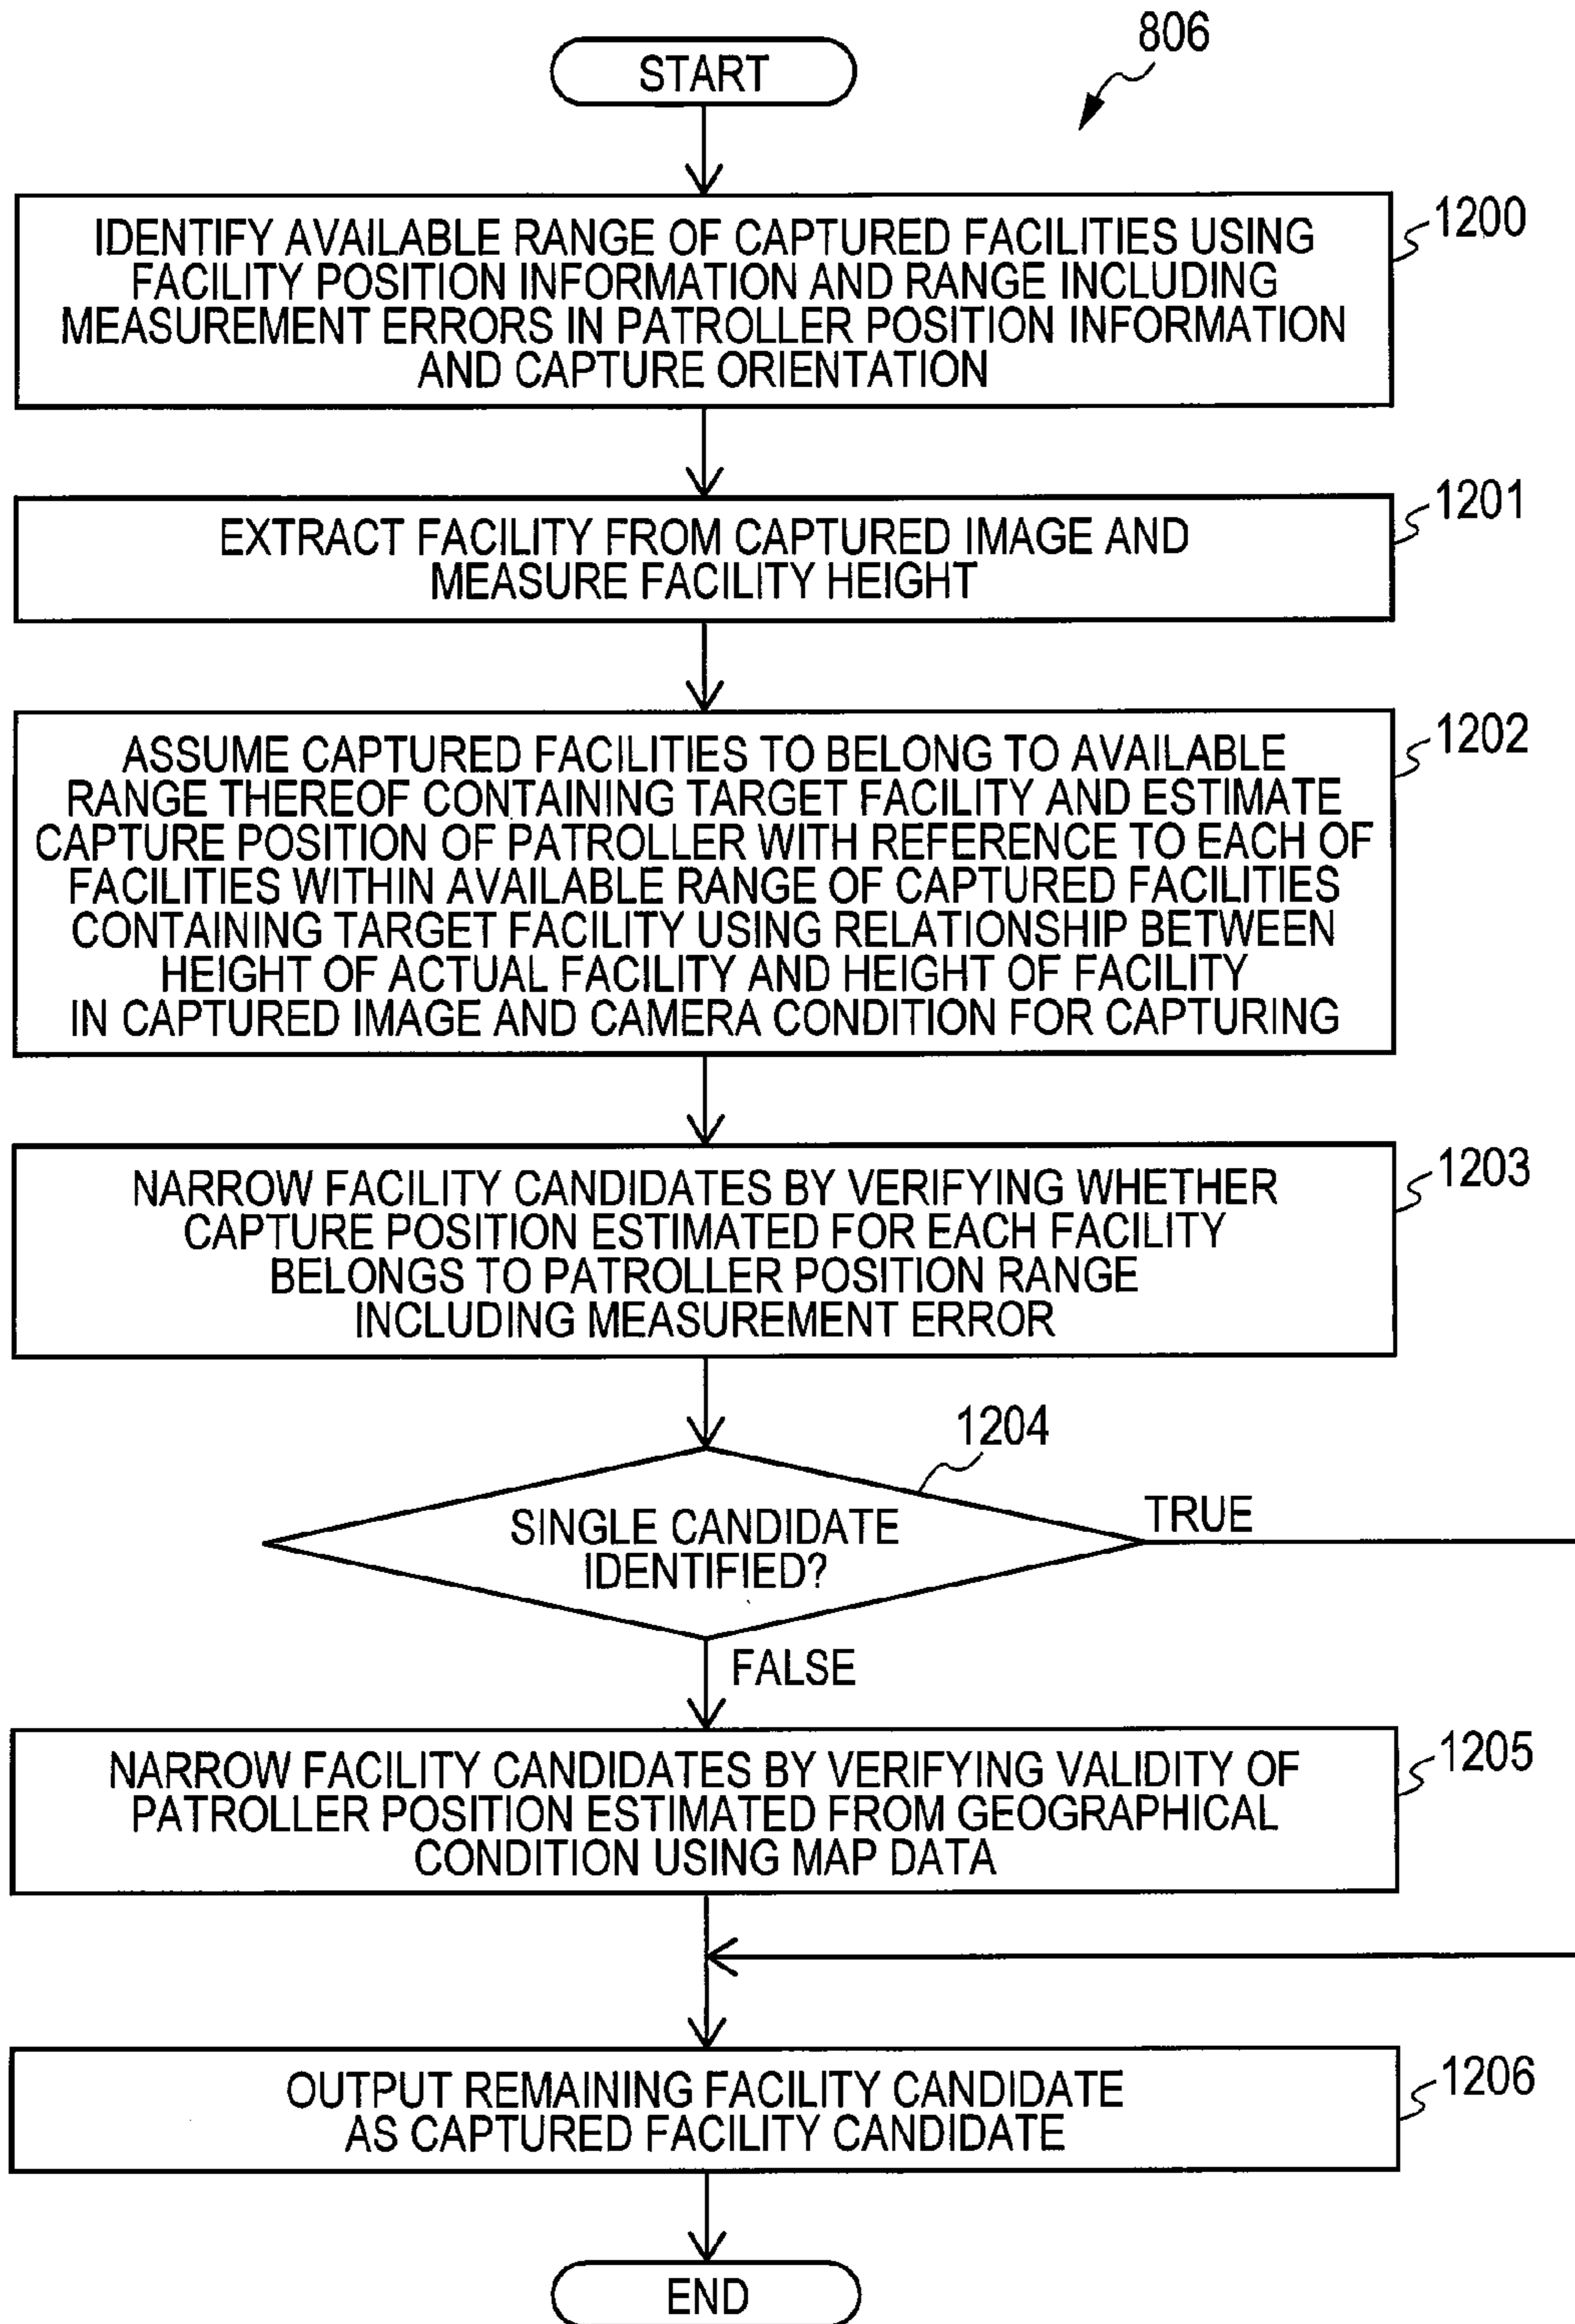 806
START
1200
IDENTIFY AVAILABLE RANGE OF CAPTURED FACILITIES USING
FACILITY POSITION INFORMATION AND RANGE INCLUDING
MEASUREMENT ERRORS IN PATROLLER POSITION INFORMATION
AND CAPTURE ORIENTATION
1201
EXTRACT FACILITY FROM CAPTURED IMAGE AND
MEASURE FACILITY HEIGHT
1202
ASSUME CAPTURED FACILITIES TO BELONG TO AVAILABLE
RANGE THEREOF CONTAINING TARGET FACILITY AND ESTIMATE
CAPTURE POSITION OF PATROLLER WITH REFERENCE TO EACH OF
FACILITIES WITHIN AVAILABLE RANGE OF CAPTURED FACILITIES
CONTAINING TARGET FACILITY USING RELATIONSHIP BETWEEN
HEIGHT OF ACTUAL FACILITY AND HEIGHT OF FACILITY
IN CAPTURED IMAGE AND CAMERA CONDITION FOR CAPTURING
1203
NARROW FACILITY CANDIDATES BY VERIFYING WHETHER
CAPTURE POSITION ESTIMATED FOR EACH FACILITY
BELONGS TO PATROLLER POSITION RANGE
INCLUDING MEASUREMENT ERROR
1204
SINGLE CANDIDATE
IDENTIFIED?
TRUE
FALSE
1205
NARROW FACILITY CANDIDATES BY VERIFYING VALIDITY OF
PATROLLER POSITION ESTIMATED FROM GEOGRAPHICAL
CONDITION USING MAP DATA
1206
OUTPUT REMAINING FACILITY CANDIDATE
AS CAPTURED FACILITY CANDIDATE
END